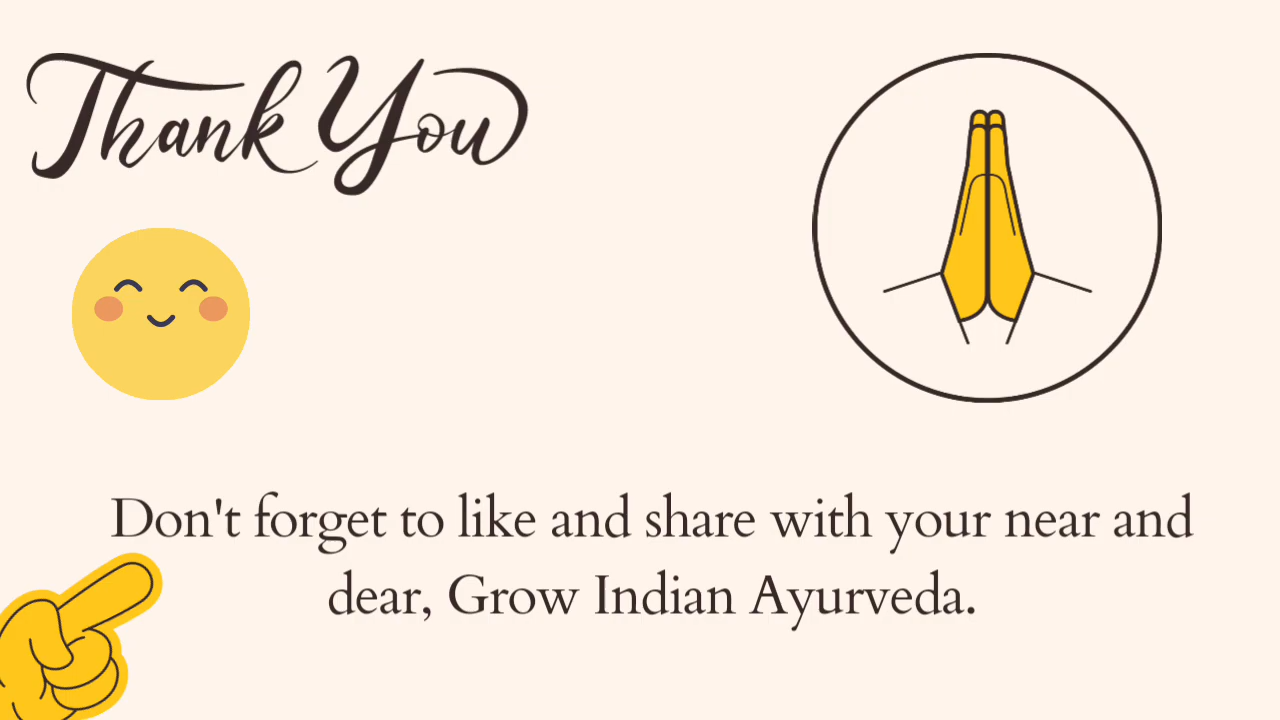 Thank You
Don't forget to like and share with your near and
dear, Grow Indian Ayurveda.